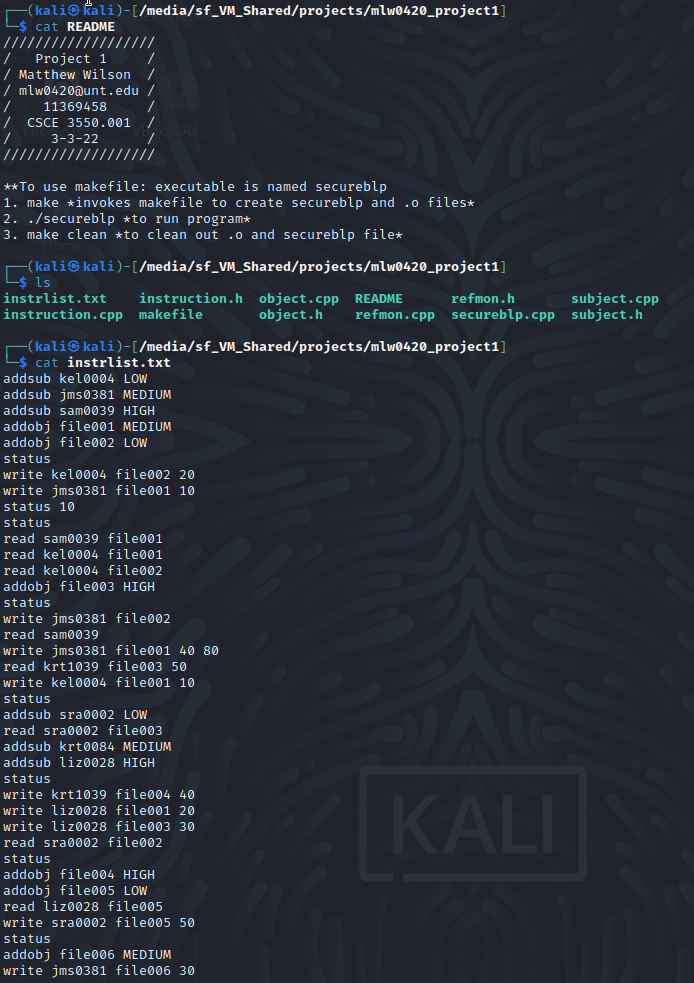 ┌──(kali㉿kali)-[/media/sf_VM_Shared/projects/mlw0420_project1]
└─$ cat README
///////////////////
/   Project 1     /
/ Matthew Wilson  /
/ mlw0420@unt.edu /
/    11369458     /
/  CSCE 3550.001  /
/     3-3-22      /
///////////////////

**To use makefile: executable is named secureblp
1. make *invokes makefile to create secureblp and .o files*
2. ./secureblp *to run program*
3. make clean *to clean out .o and secureblp file*

┌──(kali㉿kali)-[/media/sf_VM_Shared/projects/mlw0420_project1]
└─$ ls
instrlist.txt    instruction.h  object.cpp  README      refmon.h       subject.cpp
instruction.cpp  makefile       object.h    refmon.cpp  secureblp.cpp  subject.h

┌──(kali㉿kali)-[/media/sf_VM_Shared/projects/mlw0420_project1]
└─$ cat instrlist.txt
addsub kel0004 LOW
addsub jms0381 MEDIUM
addsub sam0039 HIGH
addobj file001 MEDIUM
addobj file002 LOW
status
write kel0004 file002 20
write jms0381 file001 10
status 10
status
read sam0039 file001
read kel0004 file001
read kel0004 file002
addobj file003 HIGH
status
write jms0381 file002
read sam0039
write jms0381 file001 40 80
read krt1039 file003 50
write kel0004 file001 10
status
addsub sra0002 LOW
read sra0002 file003
addsub krt0084 MEDIUM
addsub liz0028 HIGH
status
write krt1039 file004 40
write liz0028 file001 20
write liz0028 file003 30
read sra0002 file002
status
addobj file004 HIGH
addobj file005 LOW
read liz0028 file005
write sra0002 file005 50
status
addobj file006 MEDIUM
write jms0381 file006 30
KALI